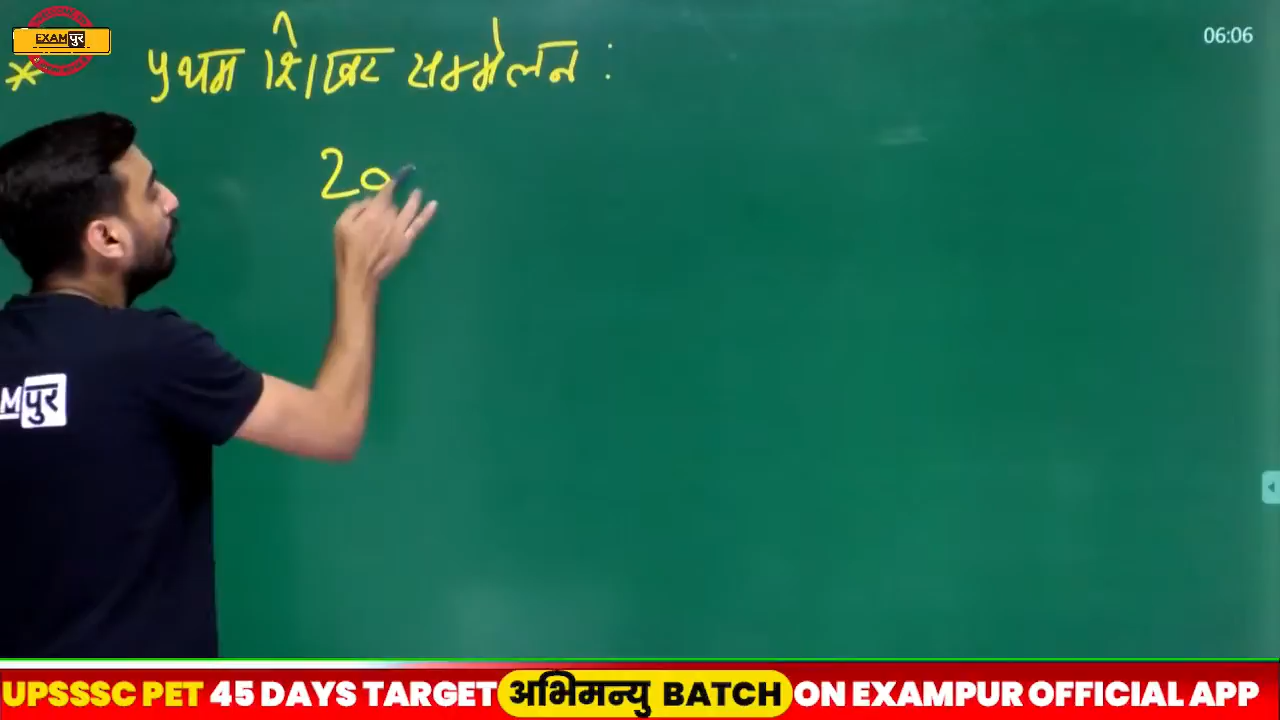 EXAMपुर
06:06
* प्रथम शिखर सम्मेलन :
20
Mपुर
UPSSSC PET 45 DAYS TARGET अभिमन्यु BATCH ON EXAMPUR OFFICIAL APP